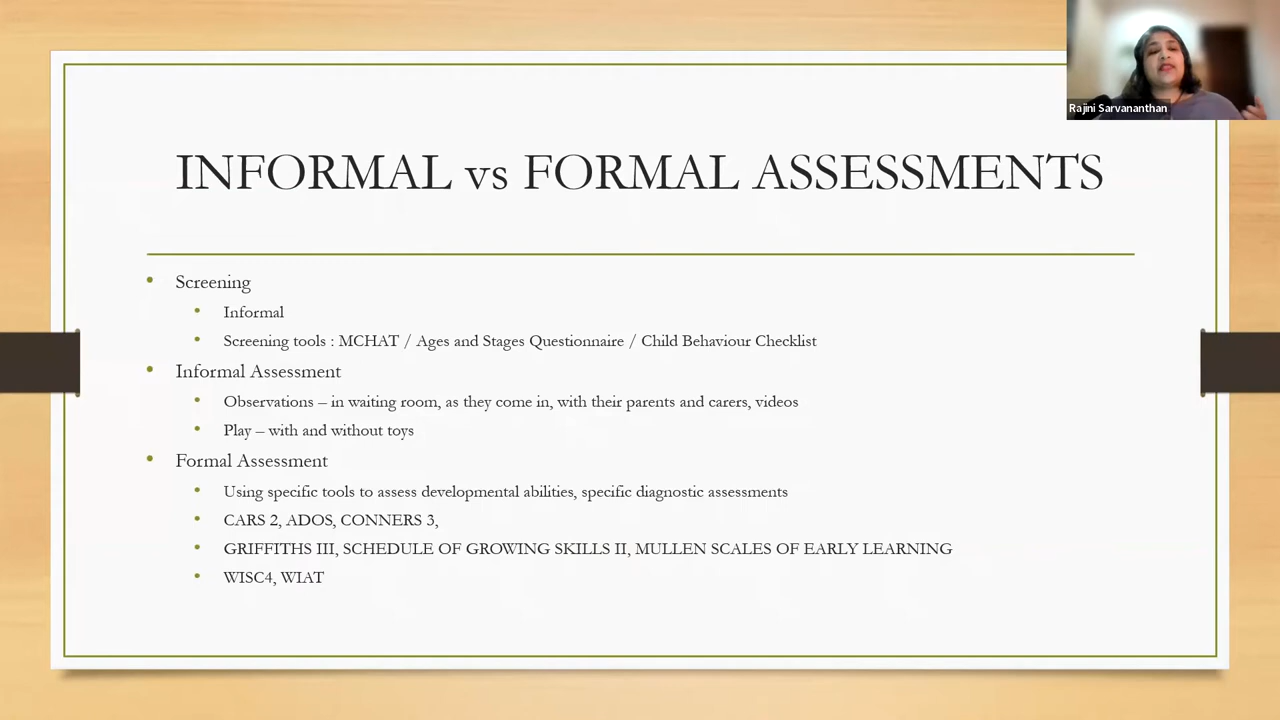 Rajini Sarvananthan
INFORMAL vs FORMAL ASSESSMENTS
• Screening
• Informal
• Screening tools : MCHAT / Ages and Stages Questionnaire / Child Behaviour Checklist
• Informal Assessment
• Observations – in waiting room, as they come in, with their parents and carers, videos
• Play – with and without toys
• Formal Assessment
• Using specific tools to assess developmental abilities, specific diagnostic assessments
• CARS 2, ADOS, CONNERS 3,
• GRIFFITHS III, SCHEDULE OF GROWING SKILLS II, MULLEN SCALES OF EARLY LEARNING
• WISC4, WIAT